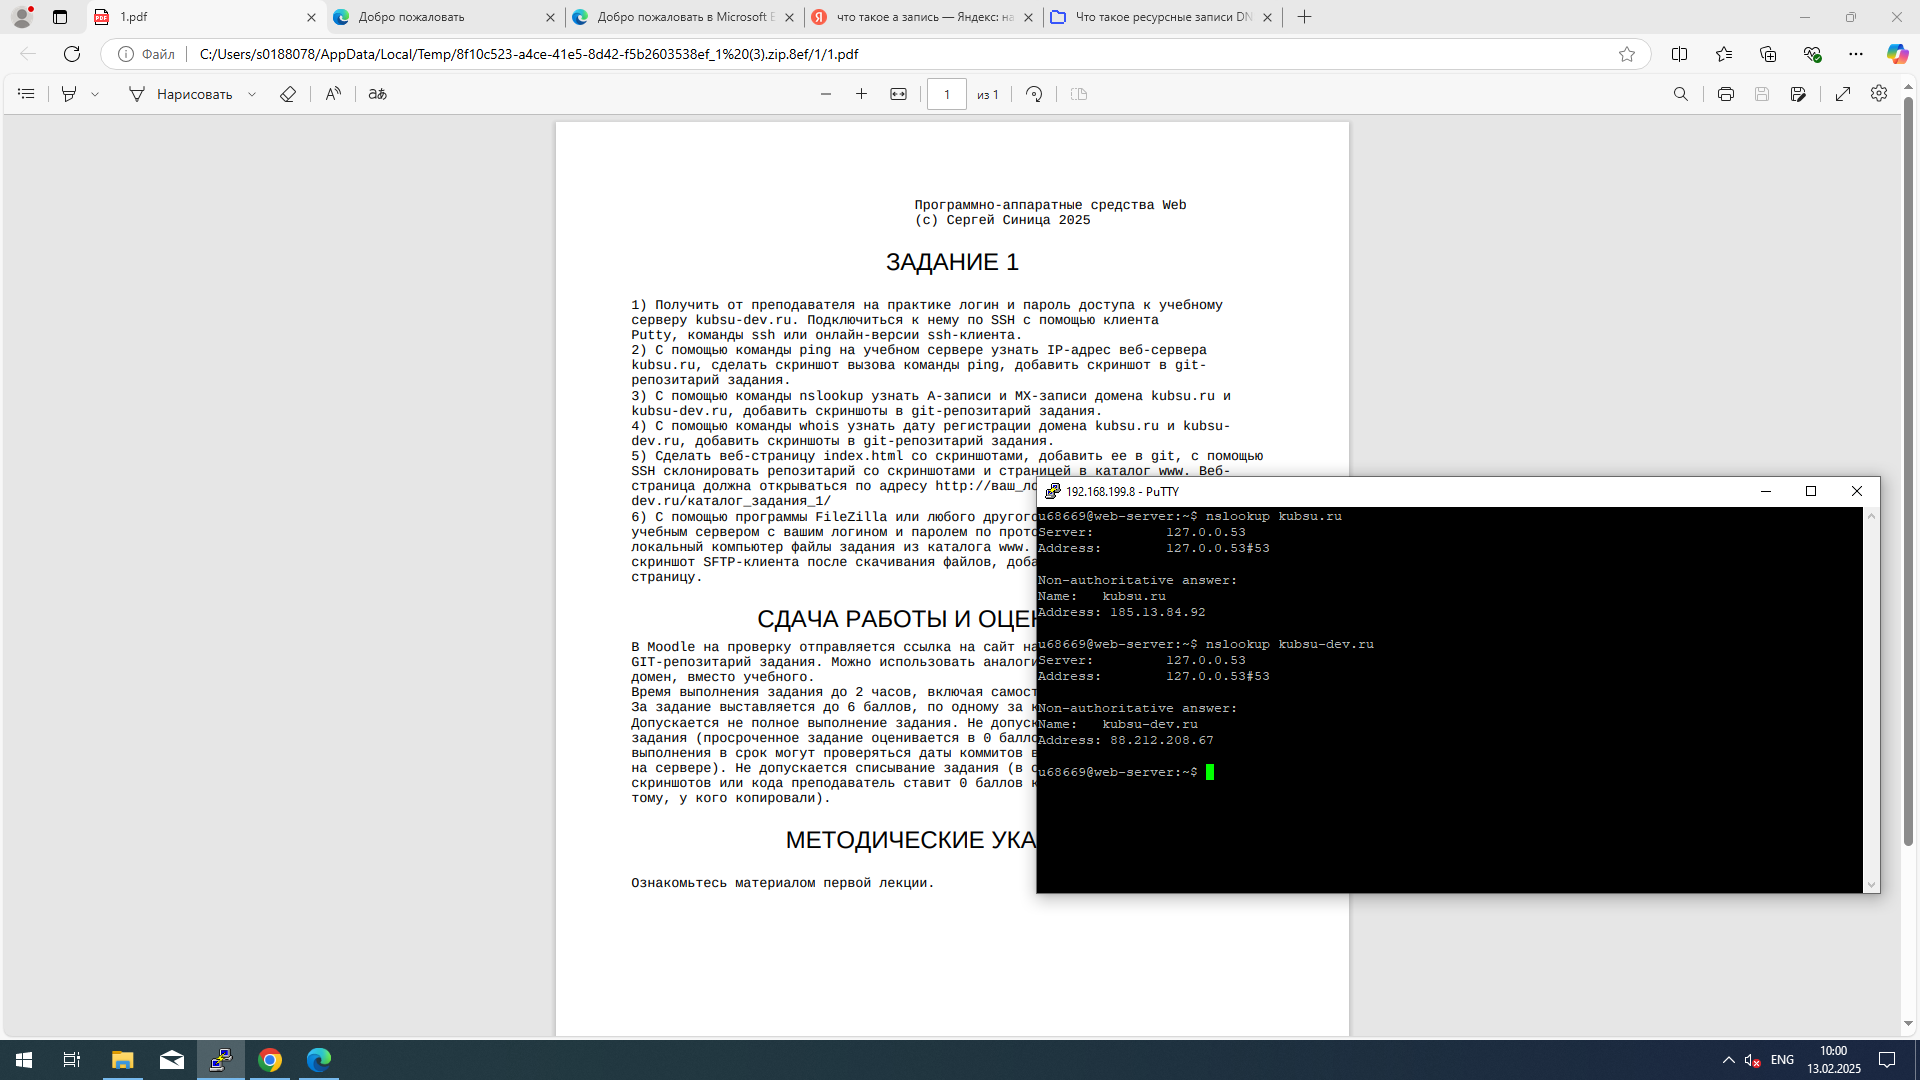 1.pdf
Добро пожаловать
Добро пожаловать в Microsoft E
что такое а запись — Яндекс: на
Что такое ресурсные записи DN
Файл
C:/Users/s0188078/AppData/Local/Temp/8f10c523-a4ce-41e5-8d42-f5b2603538ef_1%20(3).zip.8ef/1/1.pdf
Нарисовать
aあ
1
из 1
Программно-аппаратные средства Web
(с) Сергей Синица 2025
ЗАДАНИЕ 1
1) Получить от преподавателя на практике логин и пароль доступа к учебному
серверу kubsu-dev.ru. Подключиться к нему по SSH с помощью клиента
Putty, команды ssh или онлайн-версии ssh-клиента.
2) С помощью команды ping на учебном сервере узнать IP-адрес веб-сервера
kubsu.ru, сделать скриншот вызова команды ping, добавить скриншот в git-
репозитарий задания.
3) С помощью команды nslookup узнать А-записи и MX-записи домена kubsu.ru и
kubsu-dev.ru, добавить скриншоты в git-репозитарий задания.
4) С помощью команды whois узнать дату регистрации домена kubsu.ru и kubsu-
dev.ru, добавить скриншоты в git-репозитарий задания.
5) Сделать веб-страницу index.html со скриншотами, добавить ее в git, с помощью
SSH склонировать репозитарий со скриншотами и страницей в каталог www. Веб-
страница должна открываться по адресу http://ваш_ло
dev.ru/каталог_задания_1/
6) С помощью программы FileZilla или любого другого
учебным сервером с вашим логином и паролем по прото
локальный компьютер файлы задания из каталога www.
скриншот SFTP-клиента после скачивания файлов, доба
страницу.
СДАЧА РАБОТЫ И ОЦЕН
В Moodle на проверку отправляется ссылка на сайт на
GIT-репозитарий задания. Можно использовать аналоги
домен, вместо учебного.
Время выполнения задания до 2 часов, включая самост
За задание выставляется до 6 баллов, по одному за к
Допускается не полное выполнение задания. Не допуск
задания (просроченное задание оценивается в 0 балло
выполнения в срок могут проверяться даты коммитов в
на сервере). Не допускается списывание задания (в с
скриншотов или кода преподаватель ставит 0 баллов к
тому, у кого копировали).
МЕТОДИЧЕСКИЕ УКА
Ознакомьтесь материалом первой лекции.
192.168.199.8 - PuTTY
u68669@web-server:~$ nslookup kubsu.ru
Server: 127.0.0.53
Address: 127.0.0.53#53
Non-authoritative answer:
Name: kubsu.ru
Address: 185.13.84.92
u68669@web-server:~$ nslookup kubsu-dev.ru
Server: 127.0.0.53
Address: 127.0.0.53#53
Non-authoritative answer:
Name: kubsu-dev.ru
Address: 88.212.208.67
u68669@web-server:~$
ENG
10:00
13.02.2025